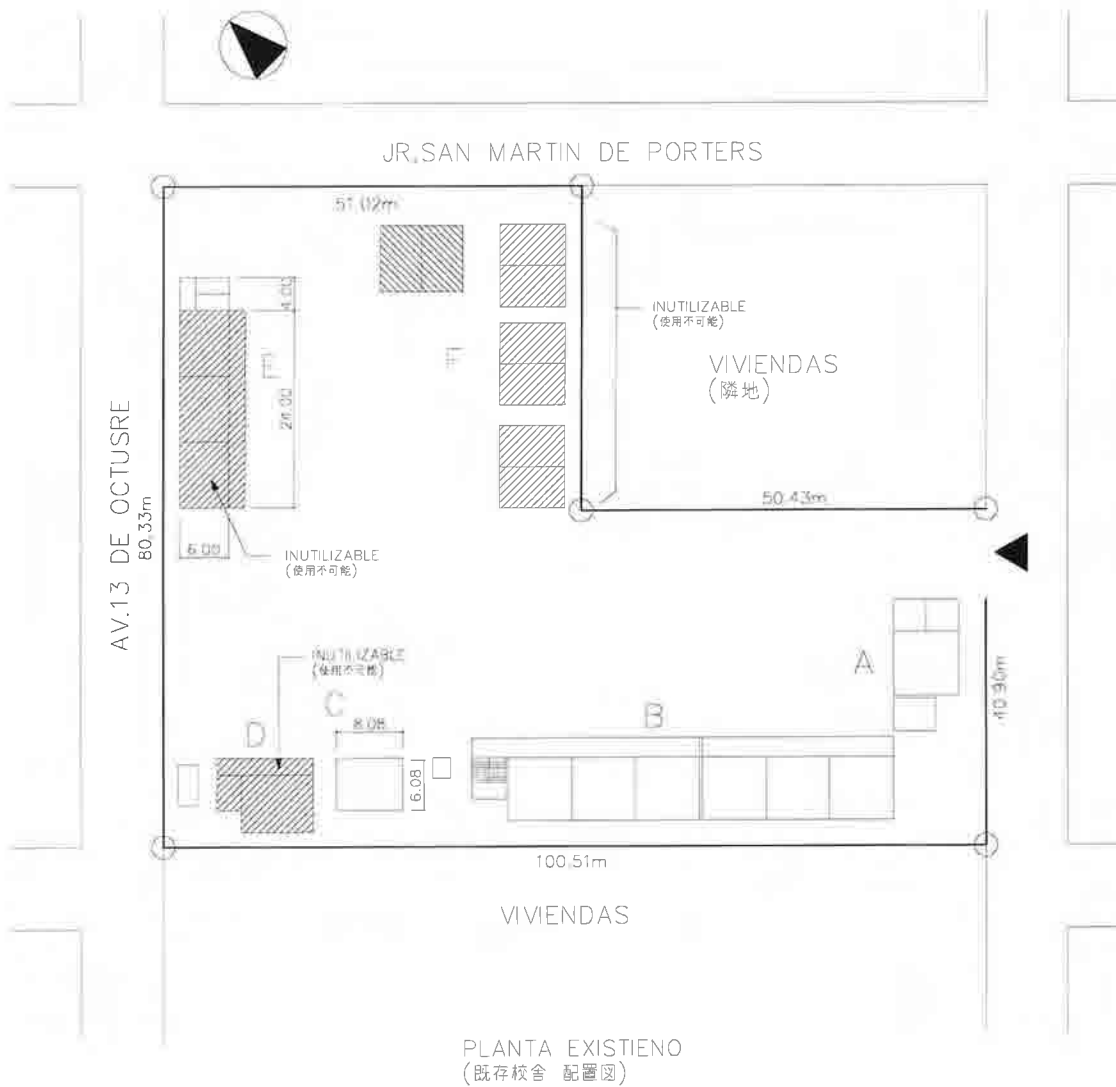 JR.SAN MARTIN DE PORTERS
51.02m
4.00
INUTILIZABLE
(使用不可能)
VIVIENDAS
(隣地)
24.00
AV.13 DE OCTUSRE
80.33m
50.43m
6.00
INUTILIZABLE
(使用不可能)
INUTILIZABLE
(使用不可能)
A
C
B
D
8.08
6.08
40.90m
100.51m
VIVIENDAS
PLANTA EXISTIENO
(既存校舎 配置図)